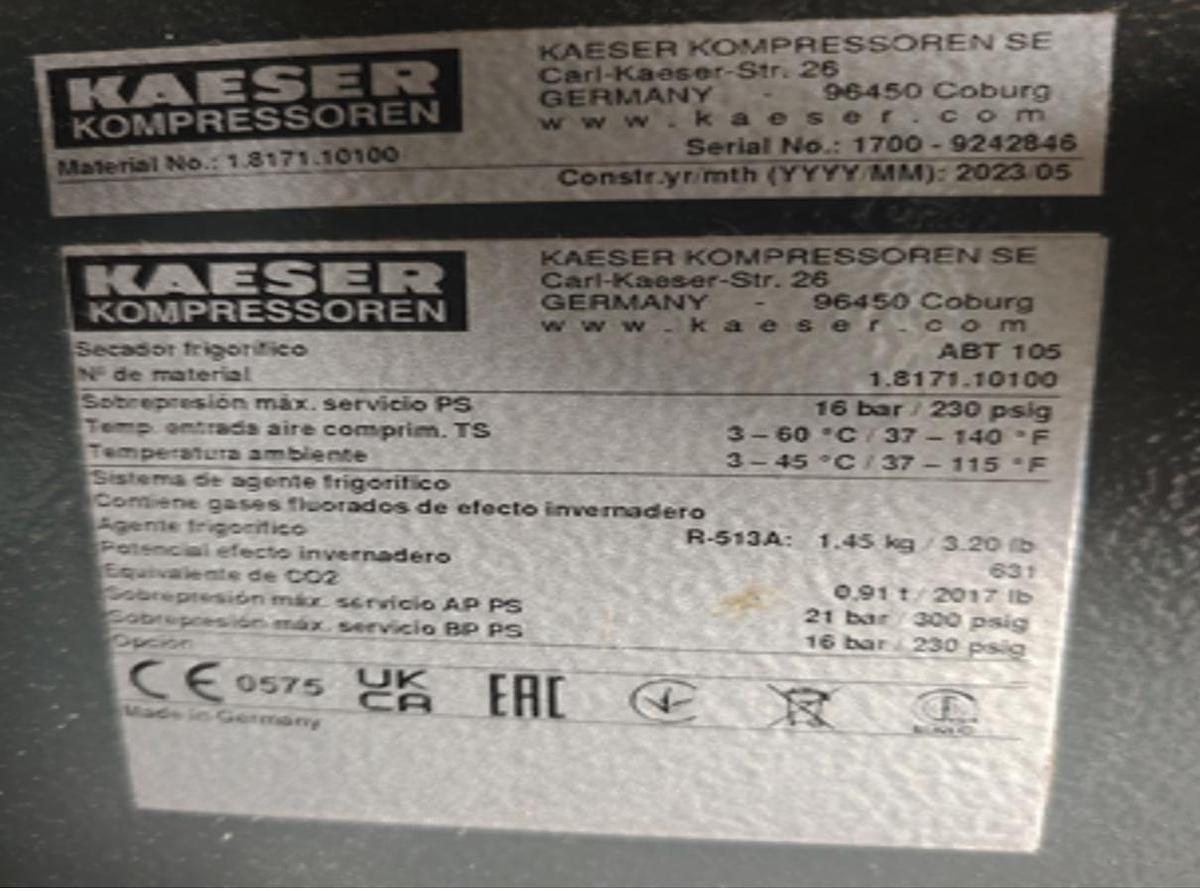 KAESER
KOMPRESSOREN
KAESER KOMPRESSOREN SE
Carl-Kaeser-Str. 26
GERMANY - 96450 Coburg
www.kaeser.com
Material No.: 1.8171.10100
Serial No.: 1700 - 9242846
Constr.yr/mth (YYYY/MM): 2023/05
KAESER
KOMPRESSOREN
KAESER KOMPRESSOREN SE
Carl-Kaeser-Str. 26
GERMANY - 96450 Coburg
www.kaeser.com
Secador frigorífico ABT 105
Nº de material 1.8171.10100
Sobrepresión máx. servicio PS 16 bar / 230 psig
Temp. entrada aire comprim. TS 3 – 60 °C / 37 – 140 °F
Temperatura ambiente 3 – 45 °C / 37 – 115 °F
Sistema de agente frigorífico
Contiene gases fluorados de efecto invernadero
Agente frigorífico R-513A: 1.45 kg / 3.20 lb
Potencial efecto invernadero 631
Equivalente de CO2 0,91 t / 2017 lb
Sobrepresión máx. servicio AP PS 21 bar / 300 psig
Sobrepresión máx. servicio BP PS 16 bar / 230 psig
Opción
CE 0575 UK CA EAC
Made in Germany